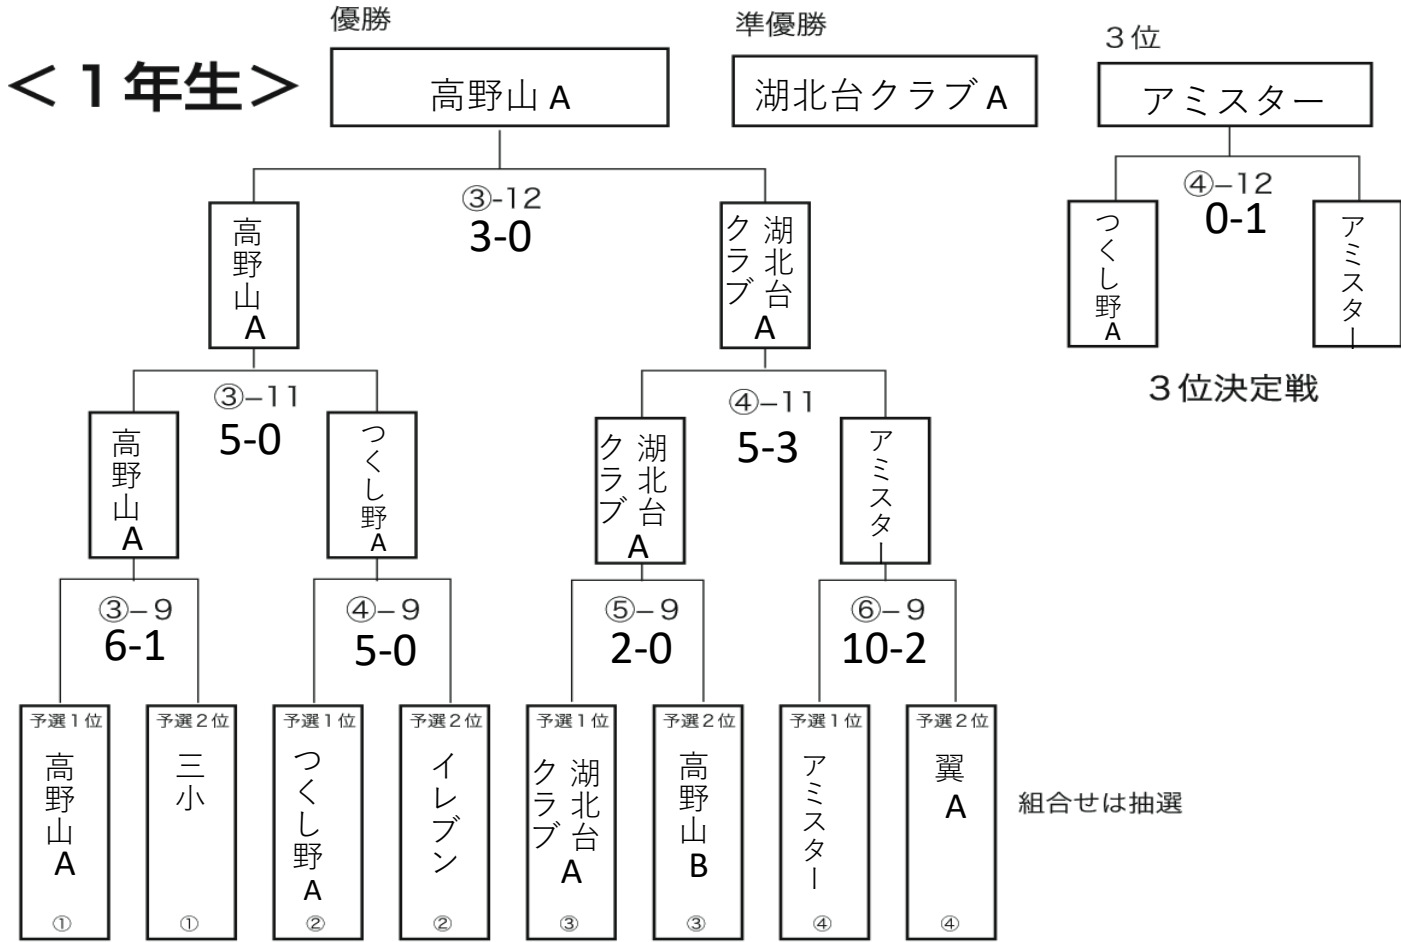 <１年生>
優勝
高野山 A
準優勝
湖北台クラブ A
３位
アミスター
③-12
3-0
高野山A
湖北台クラブA
④–12
0-1
つくし野A
アミスター
３位決定戦
③–11
5-0
高野山A
つくし野A
④–11
5-3
湖北台クラブA
アミスター
③–９
6-1
④–９
5-0
⑤–９
2-0
⑥–９
10-2
予選１位
高野山A
①
予選２位
三小
①
予選１位
つくし野A
②
予選２位
イレブン
②
予選１位
湖北台クラブA
③
予選２位
高野山B
③
予選１位
アミスター
④
予選２位
翼A
④
組合せは抽選